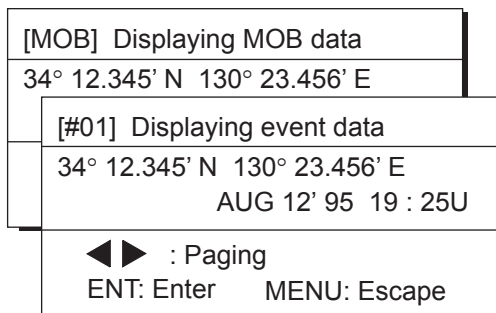 [MOB] Displaying MOB data
34° 12.345’ N 130° 23.456’ E
[#01] Displaying event data
34° 12.345’ N 130° 23.456’ E
AUG 12’ 95 19 : 25U
◀ ▶ : Paging
ENT: Enter MENU: Escape